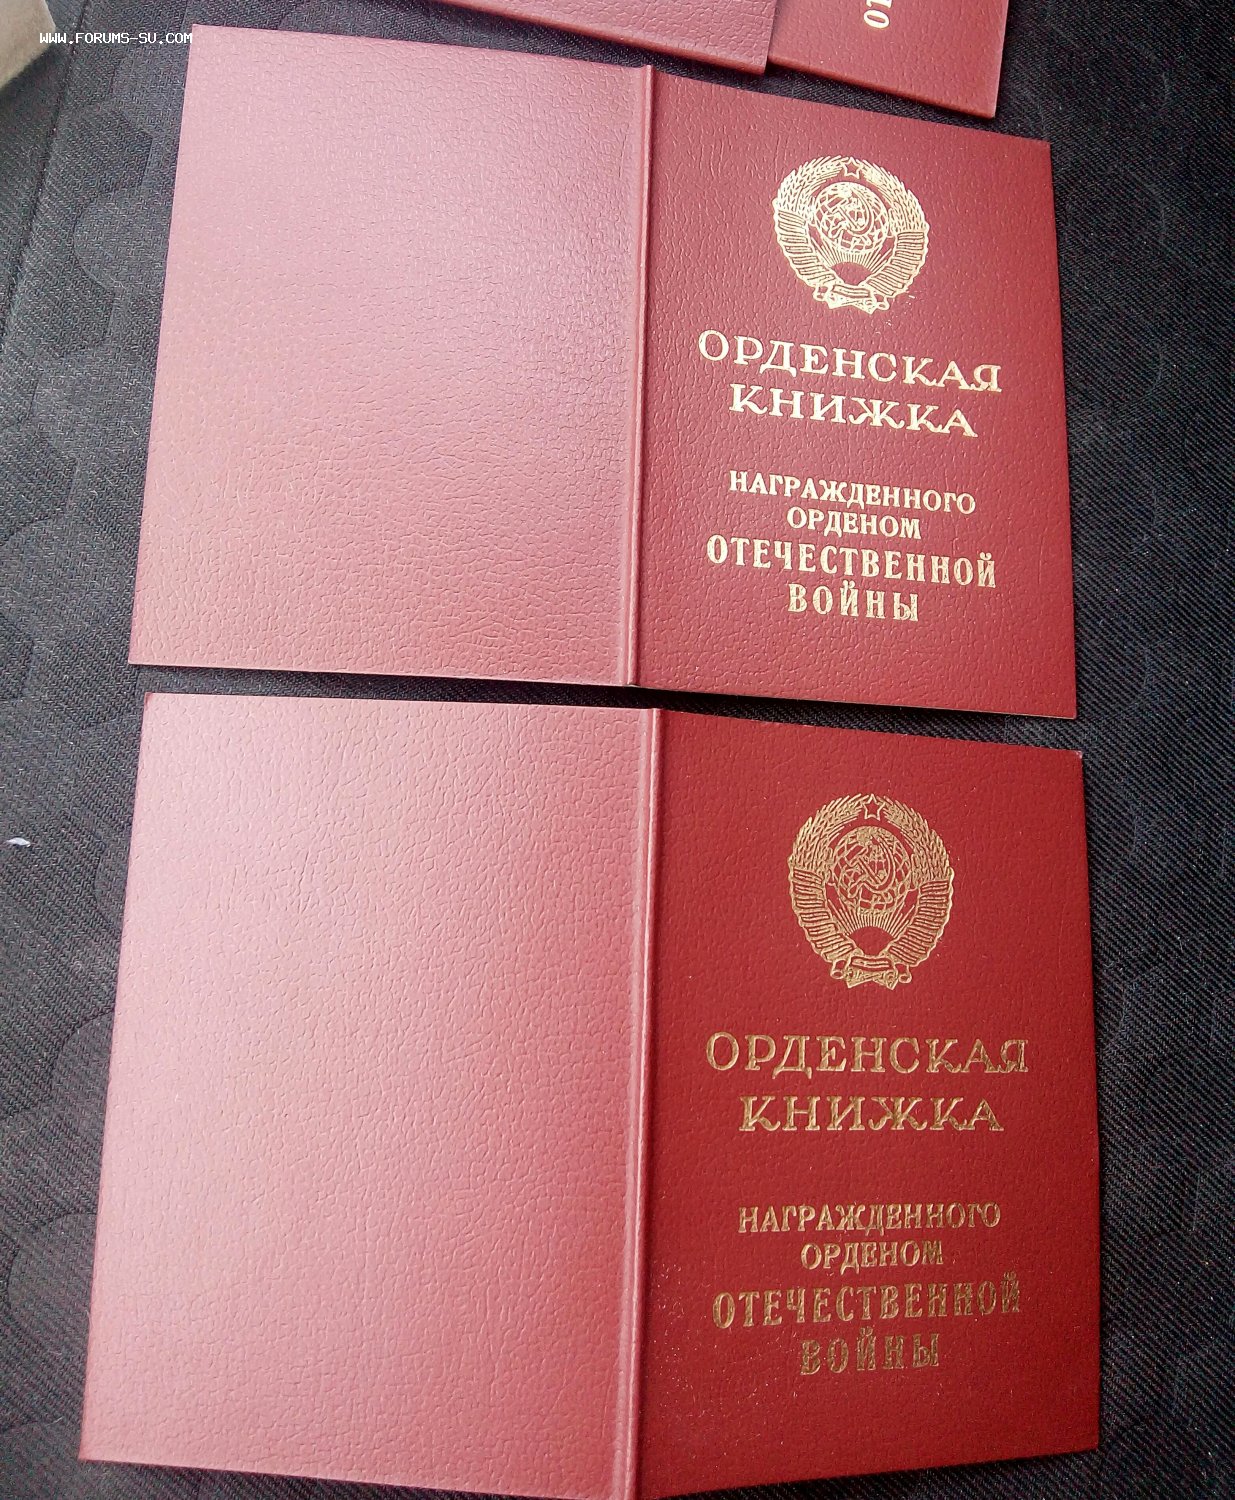 WWW.FORUMS-SU.COM
ОРДЕНСКАЯ
КНИЖКА
НАГРАЖДЕННОГО
ОРДЕНОМ
ОТЕЧЕСТВЕННОЙ
ВОЙНЫ
ОРДЕНСКАЯ
КНИЖКА
НАГРАЖДЕННОГО
ОРДЕНОМ
ОТЕЧЕСТВЕННОЙ
ВОЙНЫ